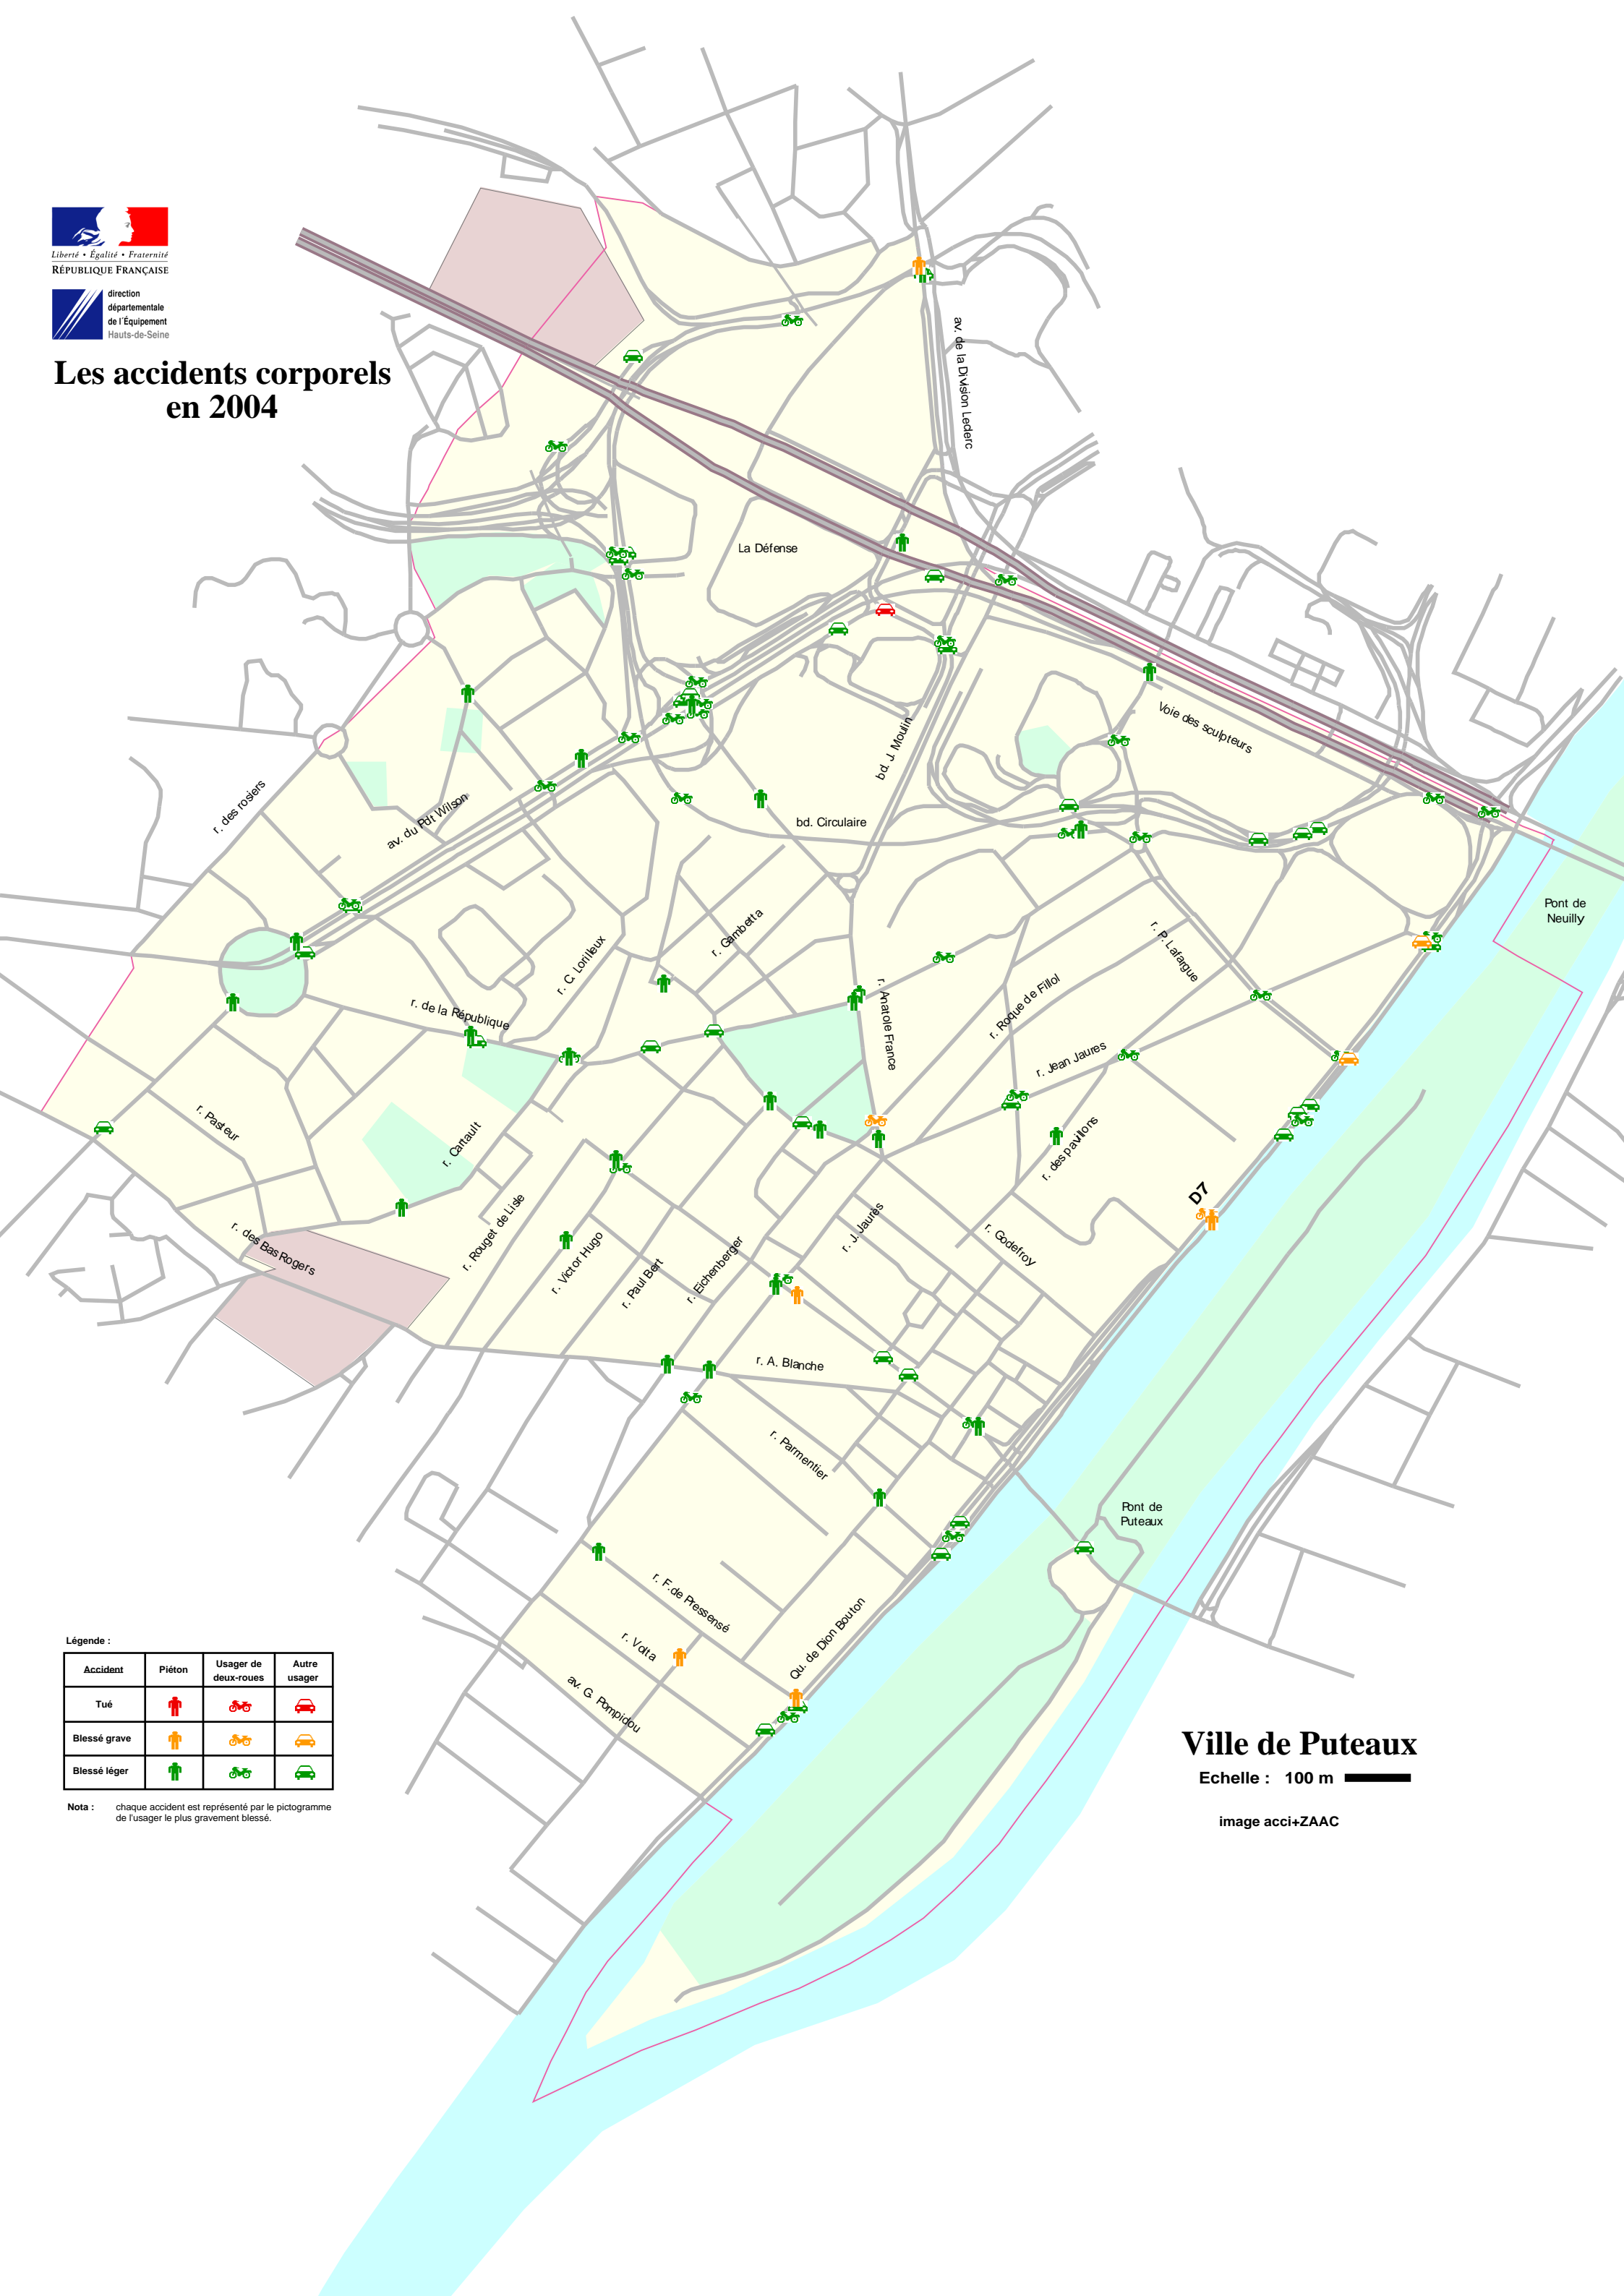 Liberté • Égalité • Fraternité
RÉPUBLIQUE FRANÇAISE
direction
départementale
de l'Équipement
Hauts-de-Seine
Les accidents corporels
en 2004
av. de la Division Lederc
La Défense
Voie des sculpteurs
bd. J. Moulin
r. des rosiers
av. du Pdt Wilson
bd. Circulaire
Pont de
Neuilly
r. Gambetta
r. P. Lafargue
r. C. Lorilleux
r. de la République
r. Anatole France
r. Roque de Fillol
r. Jean Jaures
r. Pasteur
r. Cartault
r. des pavillons
D7
r. des Bas Rogers
r. Rouget de Lisle
r. Victor Hugo
r. Paul Bert
r. Eichenberger
r. J. Jaures
r. Godefroy
r. A. Blanche
r. Parmentier
Pont de
Puteaux
r. F.de Pressensé
r. Volta
Qu. de Dion Bouton
av. G. Pompidou
Légende :
Accident Piéton Usager de deux-roues Autre usager
Tué
Blessé grave
Blessé léger
Nota : chaque accident est représenté par le pictogramme
de l'usager le plus gravement blessé.
Ville de Puteaux
Echelle : 100 m
image acci+ZAAC